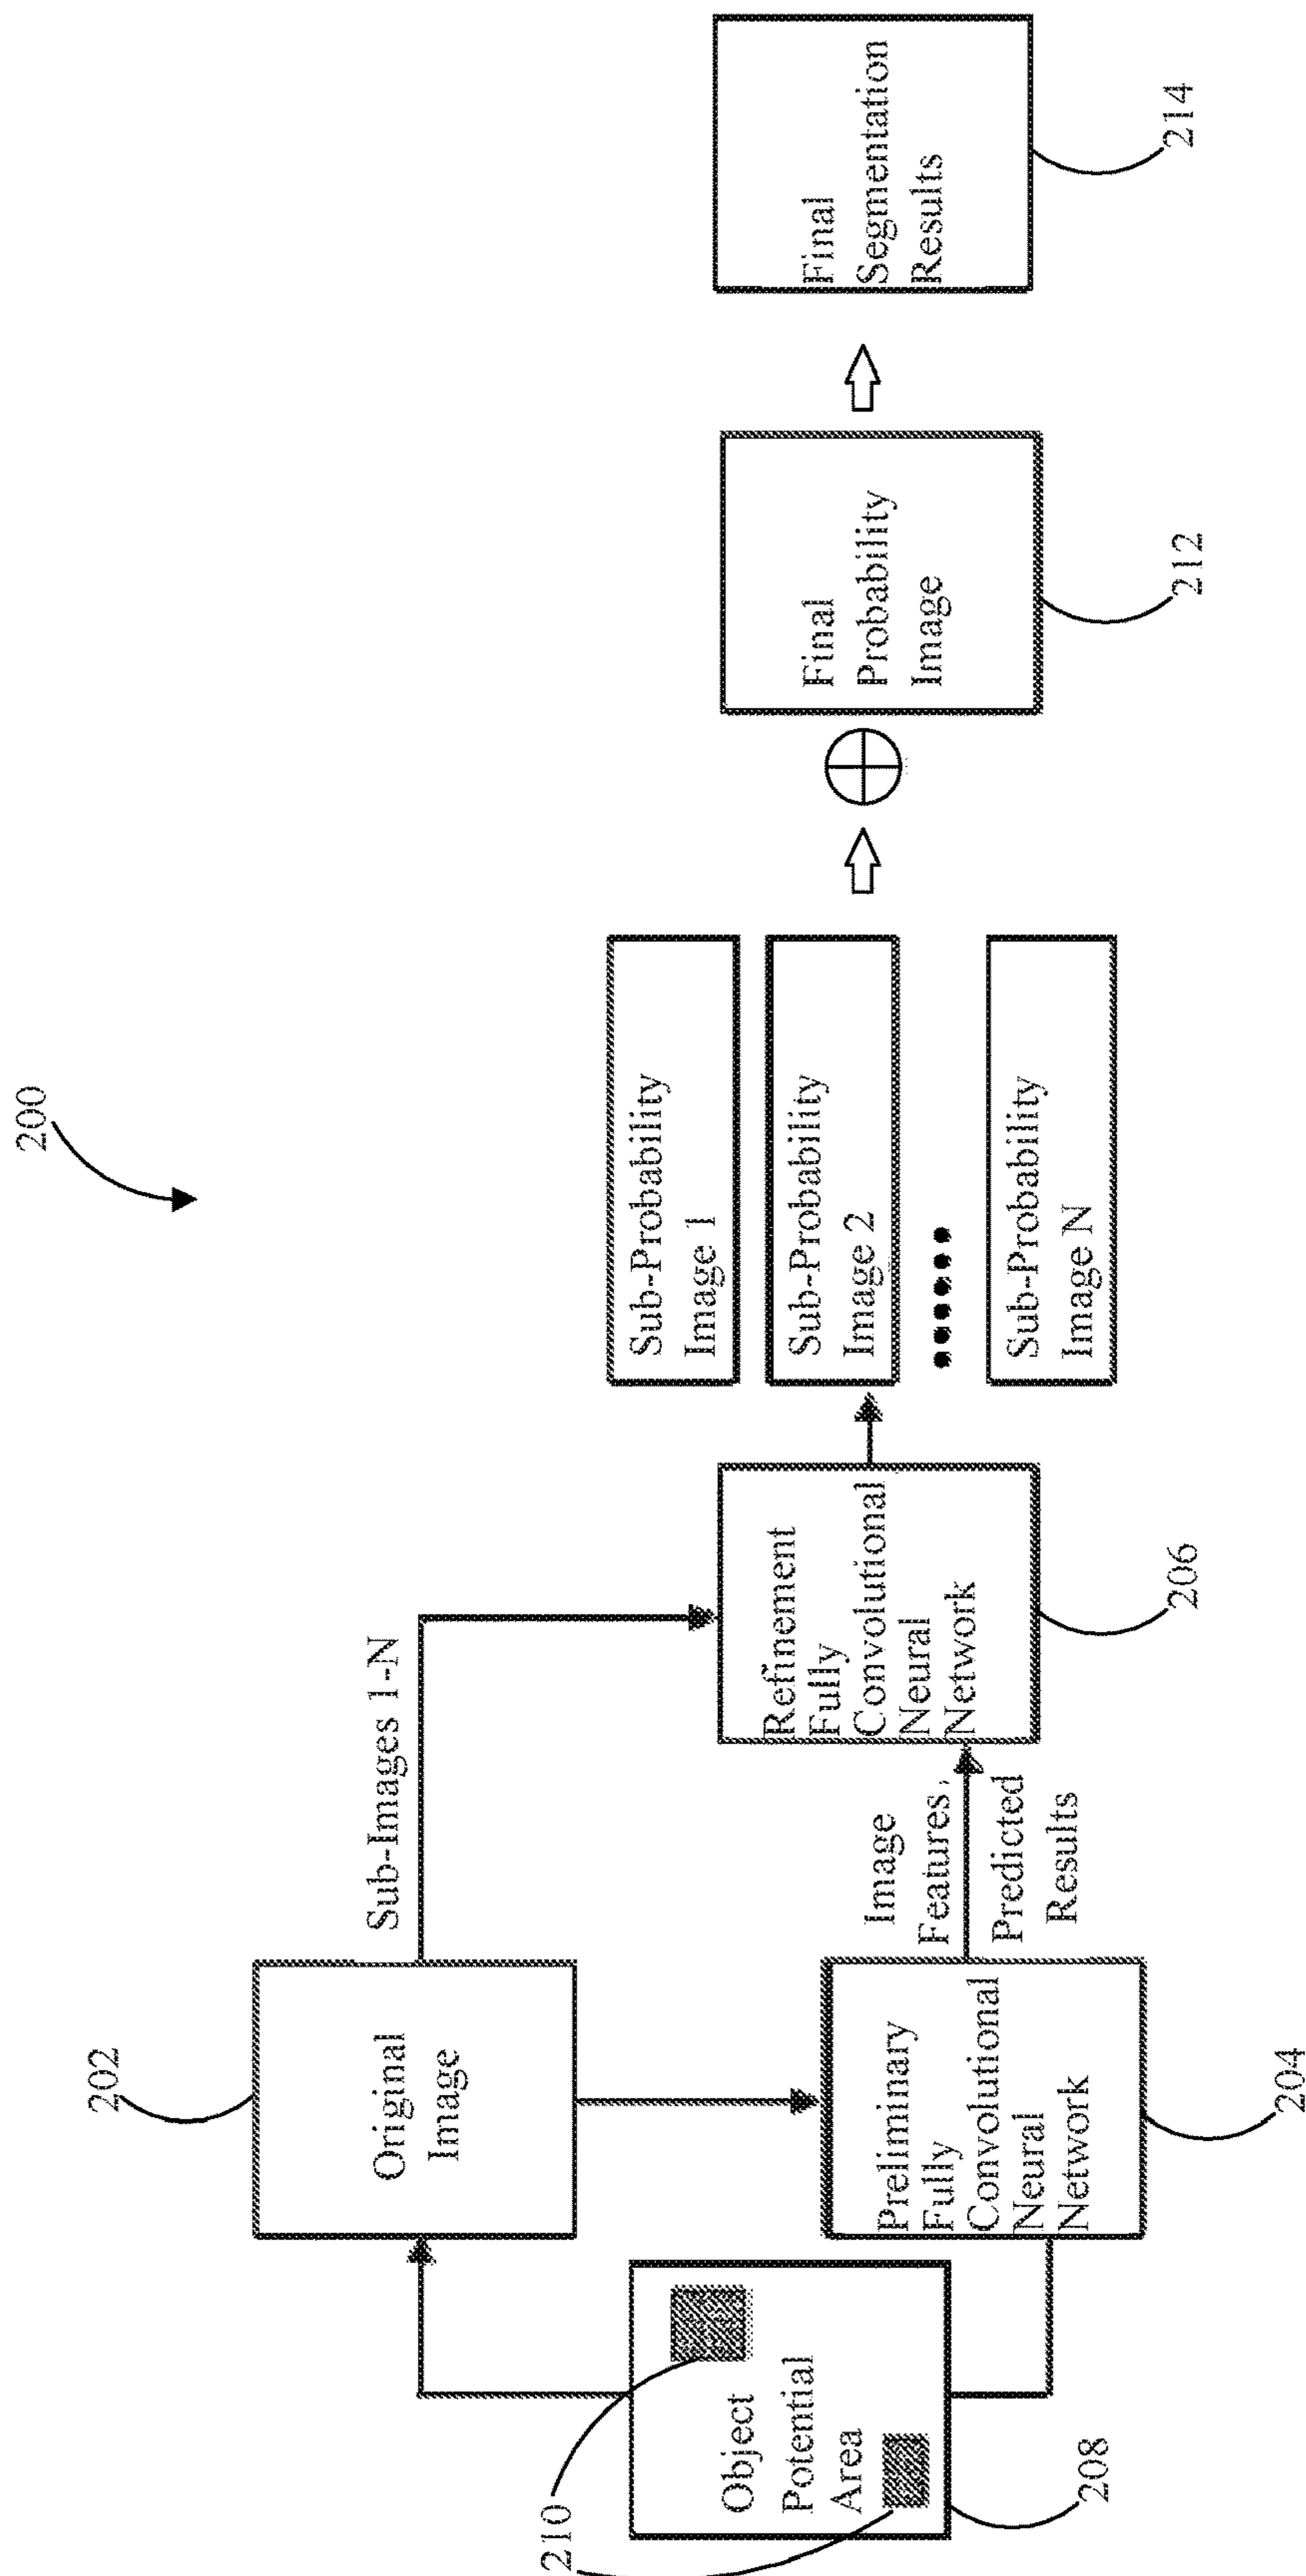 200
202
Original
Image
Sub-Images 1-N
210
Object
Potential
Area
208
Preliminary
Fully
Convolutional
Neural
Network
204
Image
Features,
Predicted
Results
Refinement
Fully
Convolutional
Neural
Network
206
Sub-Probability
Image 1
Sub-Probability
Image 2
Sub-Probability
Image N
Final
Probability
Image
212
Final
Segmentation
Results
214